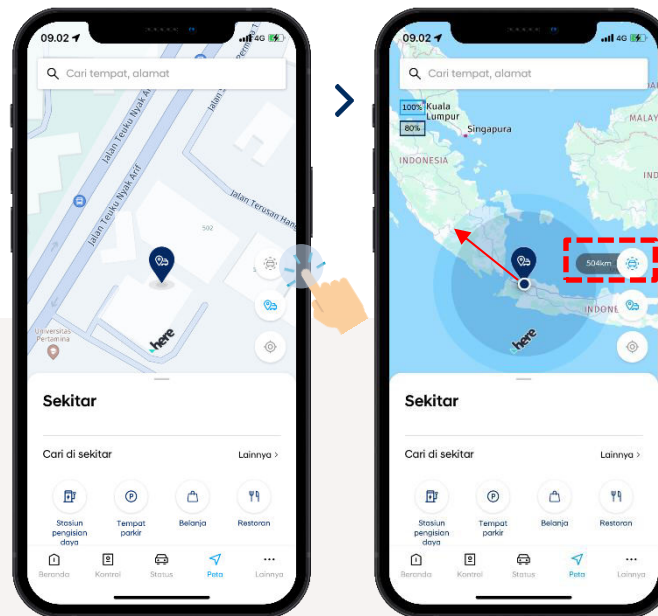 09.02
4G
Cari tempat, alamat
Jalan Teuku Nyak Arif
Jalan Teuku Nyak Arif
Jalan Terusan Hang
502
Universitas
Pertamina
here
Sekitar
Cari di sekitar
Lainnya >
Stasiun
pengisian
daya
Tempat
parkir
Belanja
Restoran
Beranda
Kontrol
Status
Peta
Lainnya
09.02
4G
Cari tempat, alamat
100%
80%
Kuala
Lumpur
Singapura
MALAY
INDONESIA
IND
504km
INDONE
here
Sekitar
Cari di sekitar
Lainnya >
Stasiun
pengisian
daya
Tempat
parkir
Belanja
Restoran
Beranda
Kontrol
Status
Peta
Lainnya